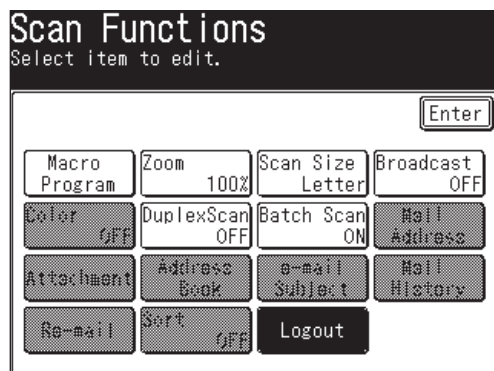 Scan Functions
Select item to edit.
Enter
Macro Program
Zoom 100%
Scan Size Letter
Broadcast OFF
Color OFF
DuplexScan OFF
Batch Scan ON
Mail Address
Attachment
Address Book
e-mail Subject
Mail History
Re-mail
Sort OFF
Logout